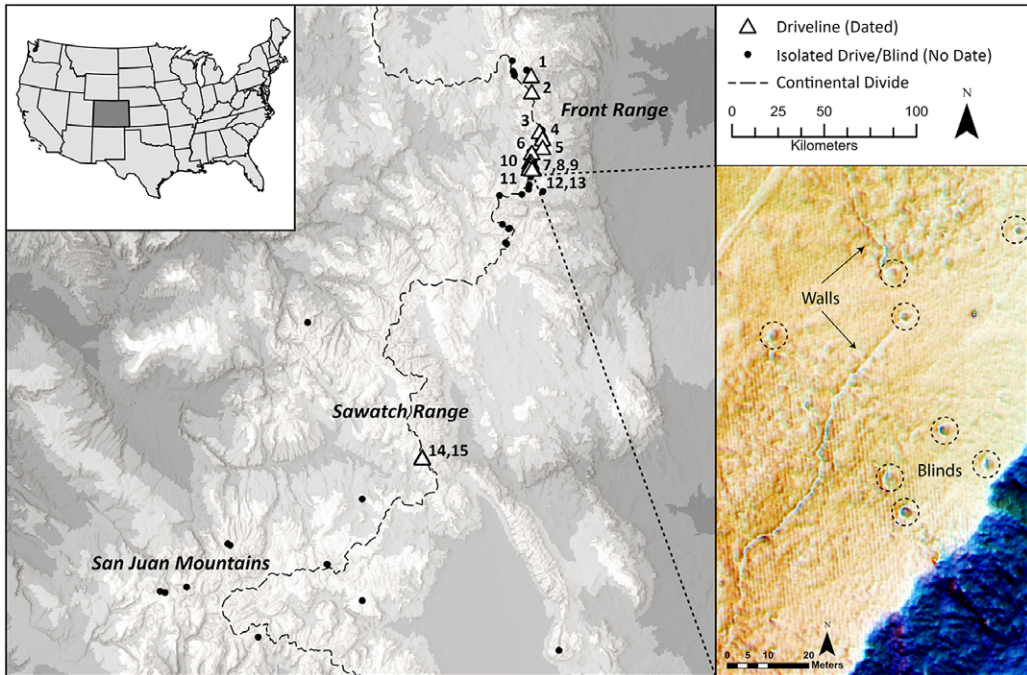 Driveline (Dated)
Isolated Drive/Blind (No Date)
Continental Divide
N
0 25 50 100
Kilometers
1
2
Front Range
3
4
6
5
10
7,8,9
11
12,13
Sawatch Range
14,15
San Juan Mountains
Walls
Blinds
N
0 5 10 20
Meters